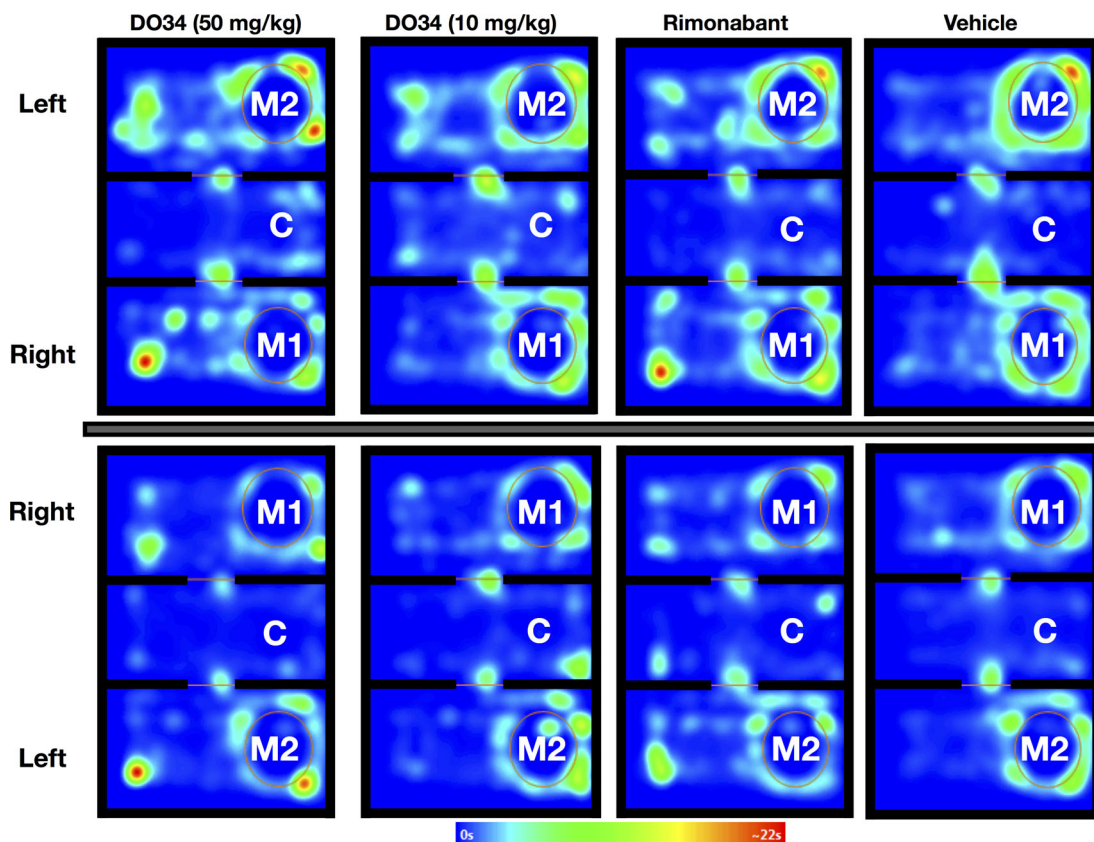 DO34 (50 mg/kg) DO34 (10 mg/kg) Rimonabant Vehicle
Left M2 M2 M2 M2
C C C C
Right M1 M1 M1 M1
Right M1 M1 M1 M1
C C C C
Left M2 M2 M2 M2
0s ~22s